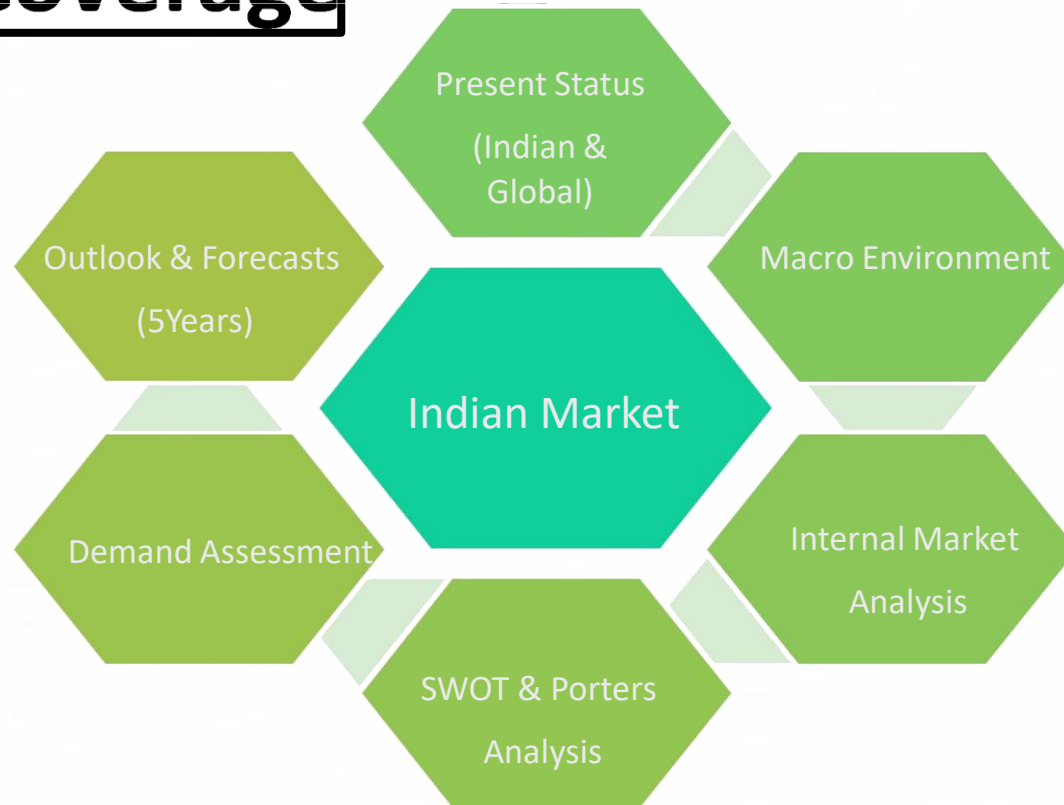 Coverage
Present Status
(Indian &
Global)
Outlook & Forecasts
(5Years)
Macro Environment
Indian Market
Demand Assessment
Internal Market
Analysis
SWOT & Porters
Analysis